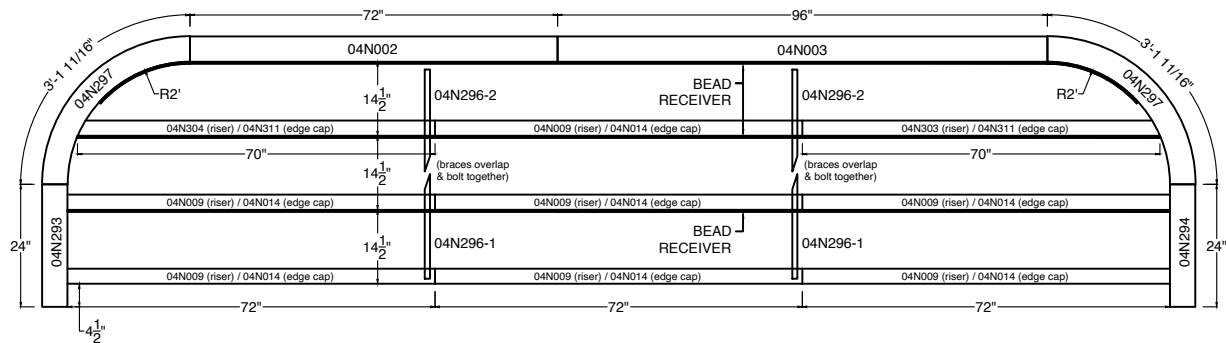 72"
96"
3'-1 11/16"
3'-1 11/16"
04N002
04N003
04N297
04N297
R2'
R2'
14 1/2"
04N296-2
BEAD
RECEIVER
04N296-2
04N304 (riser) / 04N311 (edge cap)
04N009 (riser) / 04N014 (edge cap)
04N303 (riser) / 04N311 (edge cap)
70"
70"
14 1/2"
(braces overlap
& bolt together)
(braces overlap
& bolt together)
04N009 (riser) / 04N014 (edge cap)
04N009 (riser) / 04N014 (edge cap)
04N009 (riser) / 04N014 (edge cap)
24"
04N293
14 1/2"
04N296-1
BEAD
RECEIVER
04N296-1
04N294
24"
04N009 (riser) / 04N014 (edge cap)
04N009 (riser) / 04N014 (edge cap)
04N009 (riser) / 04N014 (edge cap)
72"
72"
72"
4 1/2"